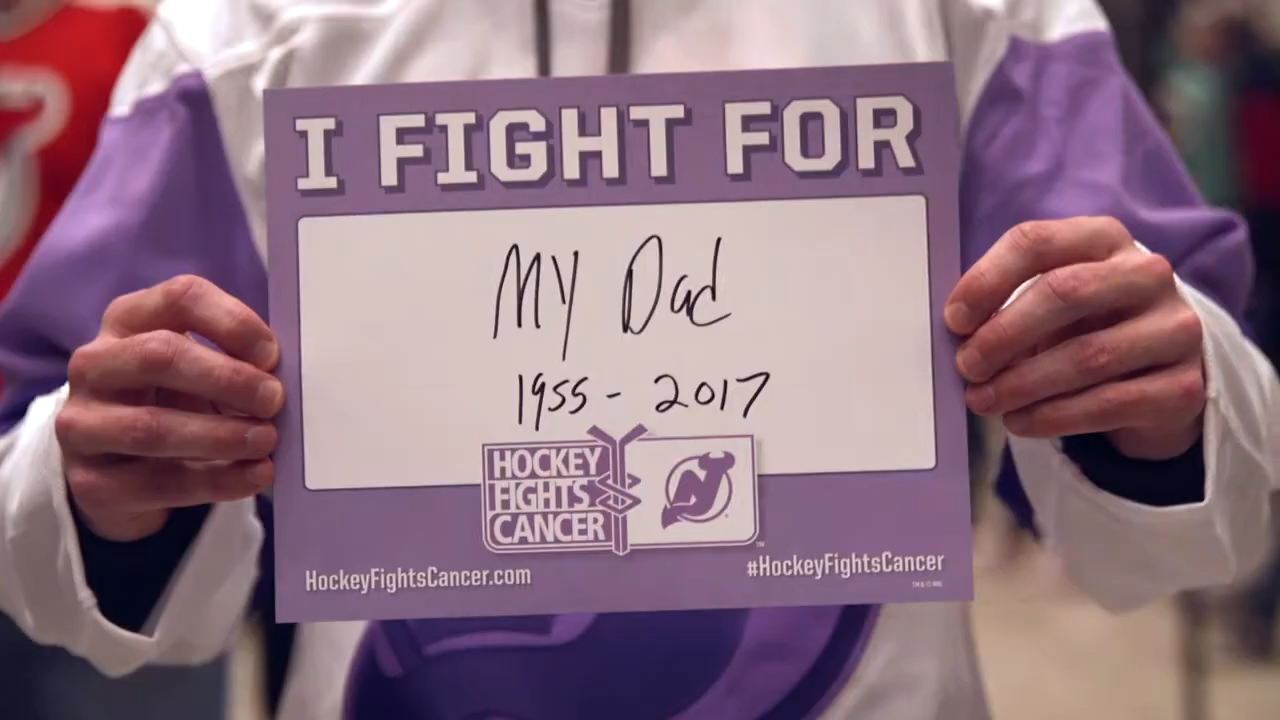 I FIGHT FOR
My Dad
1955 - 2017
HOCKEY
FIGHTS
CANCER
HockeyFightsCancer.com
#HockeyFightsCancer